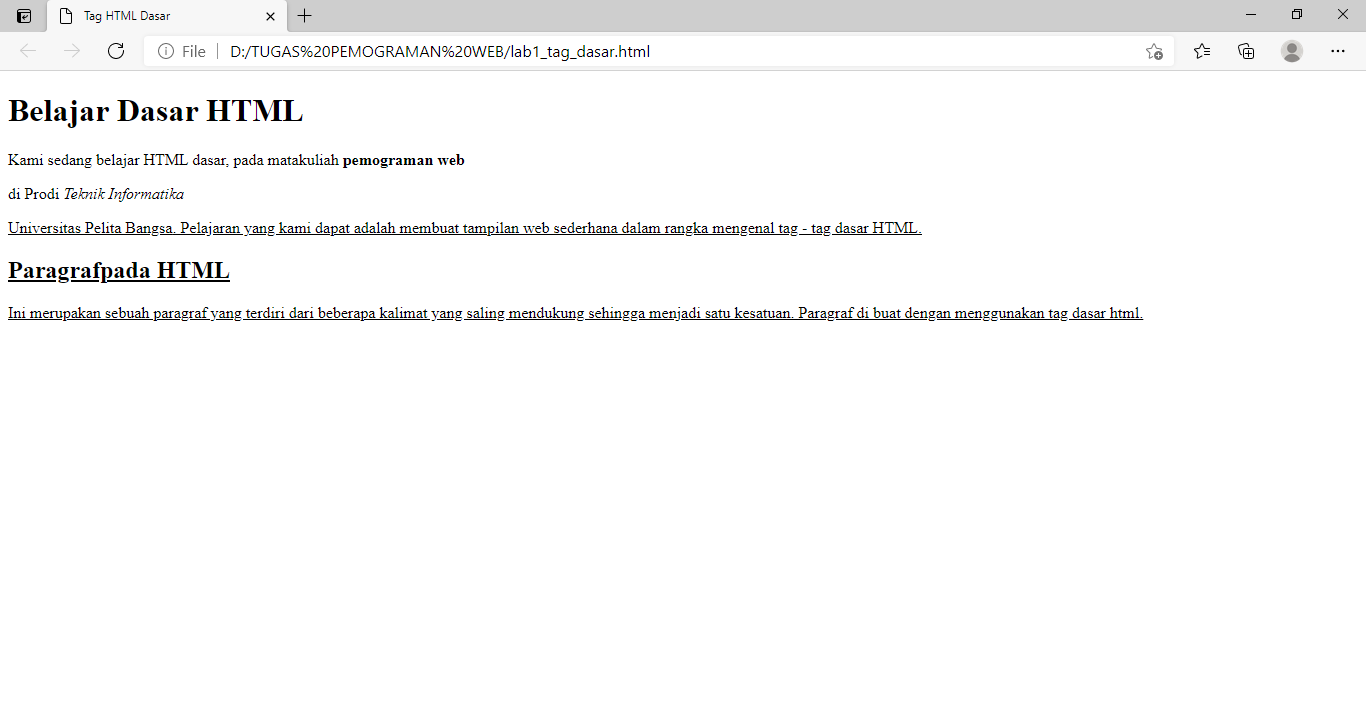 Tag HTML Dasar
File D:/TUGAS%20PEMOGRAMAN%20WEB/lab1_tag_dasar.html
Belajar Dasar HTML
Kami sedang belajar HTML dasar, pada matakuliah pemograman web
di Prodi Teknik Informatika
Universitas Pelita Bangsa. Pelajaran yang kami dapat adalah membuat tampilan web sederhana dalam rangka mengenal tag - tag dasar HTML.
Paragrafpada HTML
Ini merupakan sebuah paragraf yang terdiri dari beberapa kalimat yang saling mendukung sehingga menjadi satu kesatuan. Paragraf di buat dengan menggunakan tag dasar html.